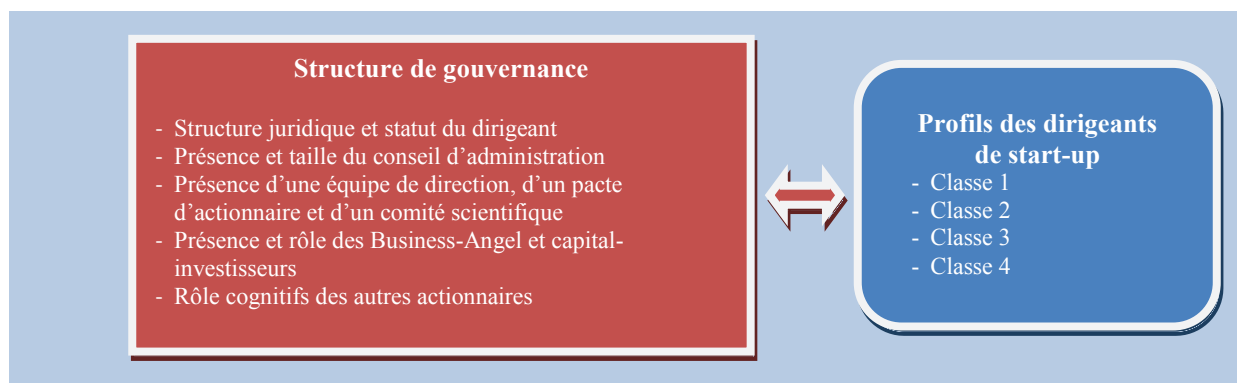 Structure de gouvernance
- Structure juridique et statut du dirigeant
- Présence et taille du conseil d'administration
- Présence d'une équipe de direction, d'un pacte
d'actionnaire et d'un comité scientifique
- Présence et rôle des Business-Angel et capital-
investisseurs
- Rôle cognitifs des autres actionnaires
Profils des dirigeants
de start-up
- Classe 1
- Classe 2
- Classe 3
- Classe 4